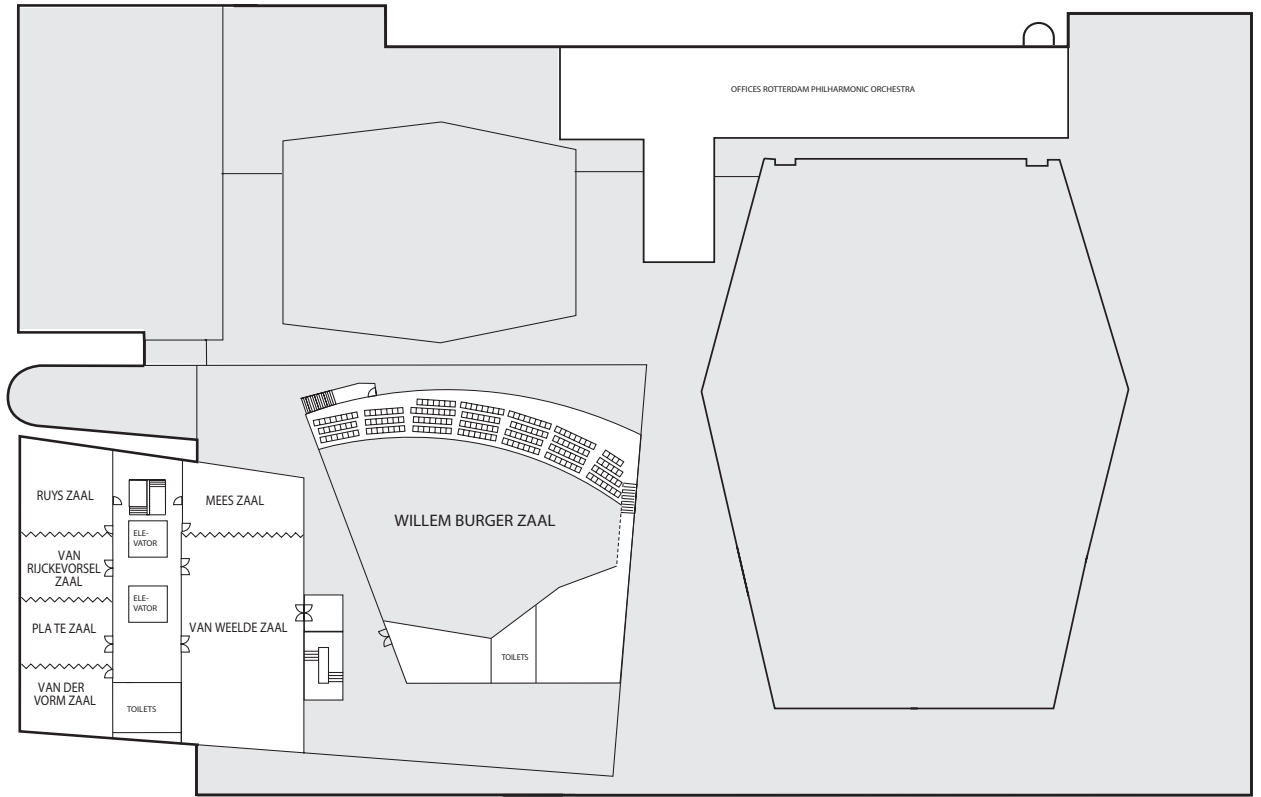 OFFICES ROTTERDAM PHILHARMONIC ORCHESTRA
RUYS ZAAL
MEES ZAAL
WILLEM BURGER ZAAL
ELE-
VATOR
VAN
RIJCKEVORSEL
ZAAL
ELE-
VATOR
PLA TE ZAAL
VAN WEELDE ZAAL
TOILETS
VAN DER
VORM ZAAL
TOILETS